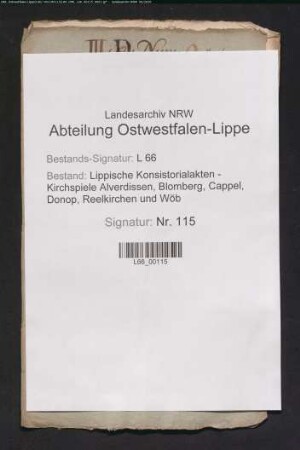 Landesarchiv NRW
Abteilung Ostwestfalen-Lippe
Bestands-Signatur: L 66
Bestand: Lippische Konsistorialakten -
Kirchspiele Alverdissen, Blomberg, Cappel,
Donop, Reelkirchen und Wöb
Signatur: Nr. 115
L66_00115